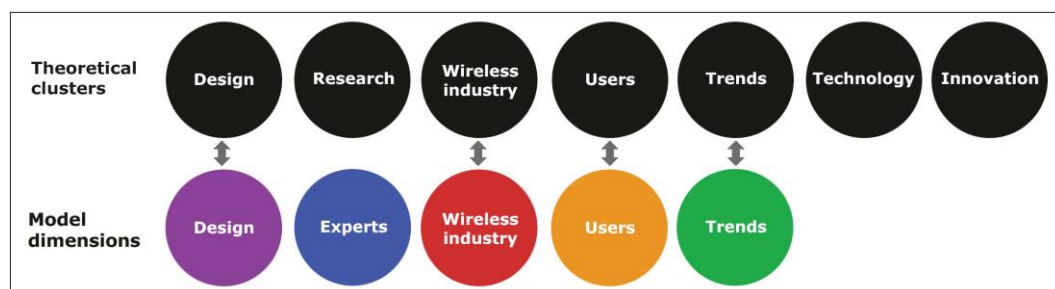 Theoretical
clusters
Design
Research
Wireless
industry
Users
Trends
Technology
Innovation
Model
dimensions
Design
Experts
Wireless
industry
Users
Trends